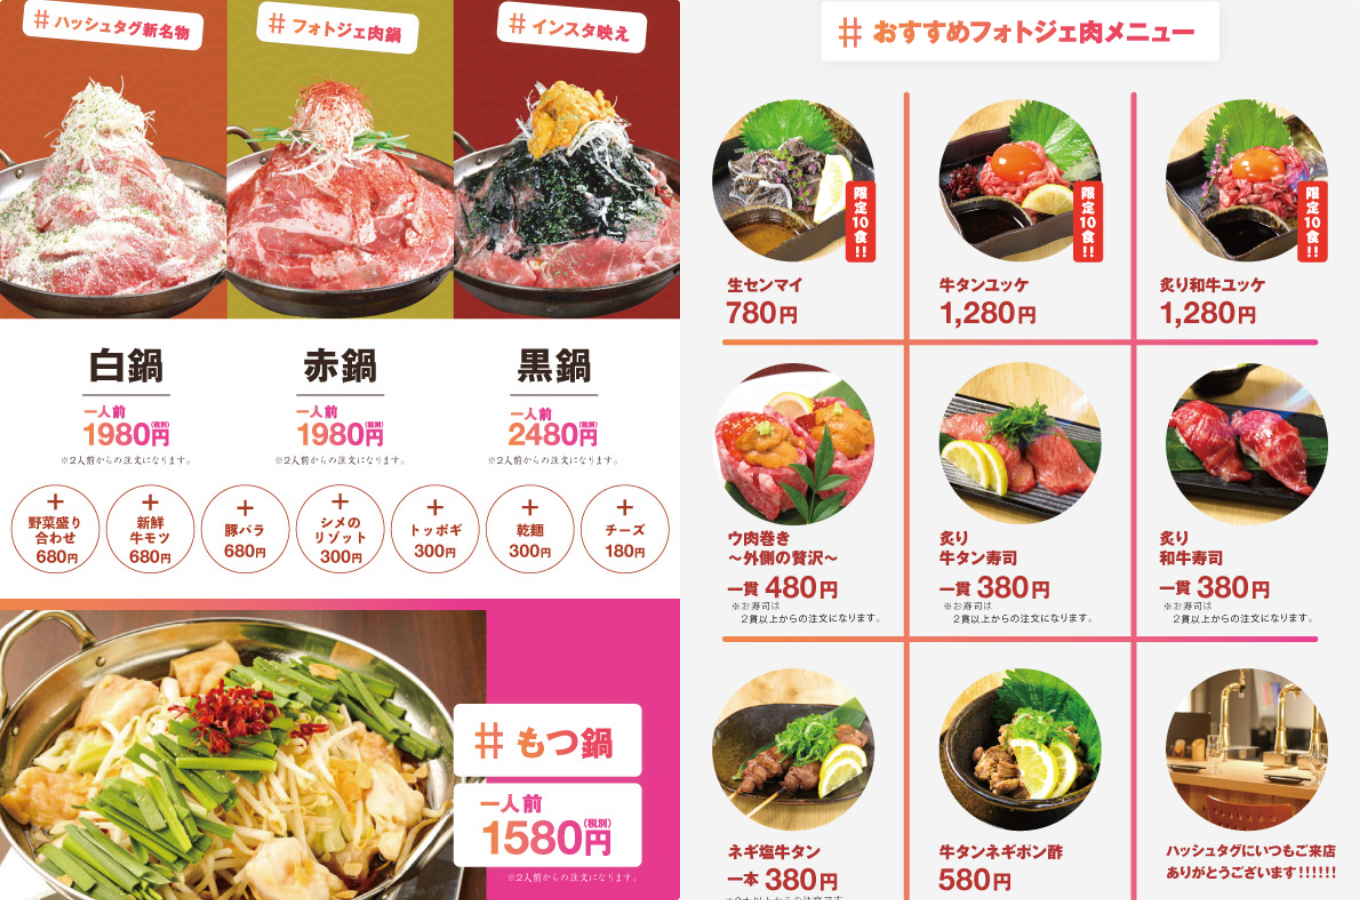 # ハッシュタグ新名物
# フォトジェ肉鍋
# インスタ映え
白鍋
一人前
1980円(税別)
※2人前からの注文になります。
赤鍋
一人前
1980円(税別)
※2人前からの注文になります。
黒鍋
一人前
2480円(税別)
※2人前からの注文になります。
+
野菜盛り
合わせ
680円
+
新鮮
牛モツ
680円
+
豚バラ
680円
+
シメの
リゾット
300円
+
トッポギ
300円
+
乾麺
300円
+
チーズ
180円
# もつ鍋
一人前
1580円(税別)
※2人前からの注文になります。
# おすすめフォトジェ肉メニュー
限定10食!!
生センマイ
780円
限定10食!!
牛タンユッケ
1,280円
限定10食!!
炙り和牛ユッケ
1,280円
ウ肉巻き
〜外側の贅沢〜
一貫 480円
※お寿司は
2貫以上からの注文になります。
炙り
牛タン寿司
一貫 380円
※お寿司は
2貫以上からの注文になります。
炙り
和牛寿司
一貫 380円
※お寿司は
2貫以上からの注文になります。
ネギ塩牛タン
一本 380円
牛タンネギポン酢
580円
ハッシュタグにいつもご来店
ありがとうございます!!!!!!